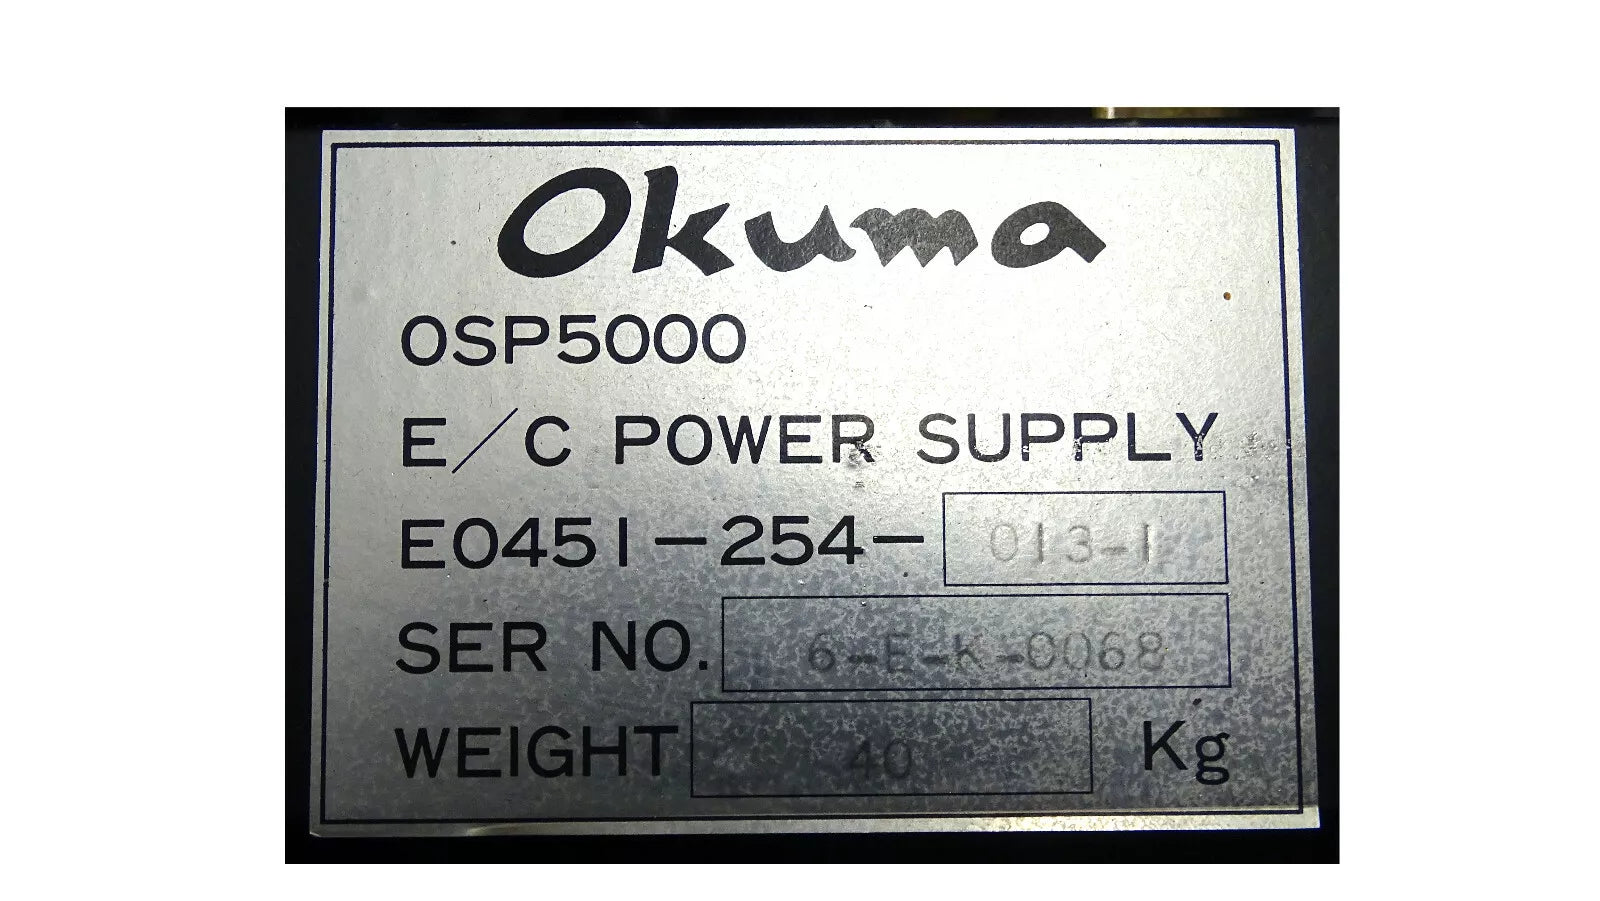 Okuma
OSP5000
E/C POWER SUPPLY
E0451-254-013-1
SER NO. 6-E-K-0068
WEIGHT 40 Kg